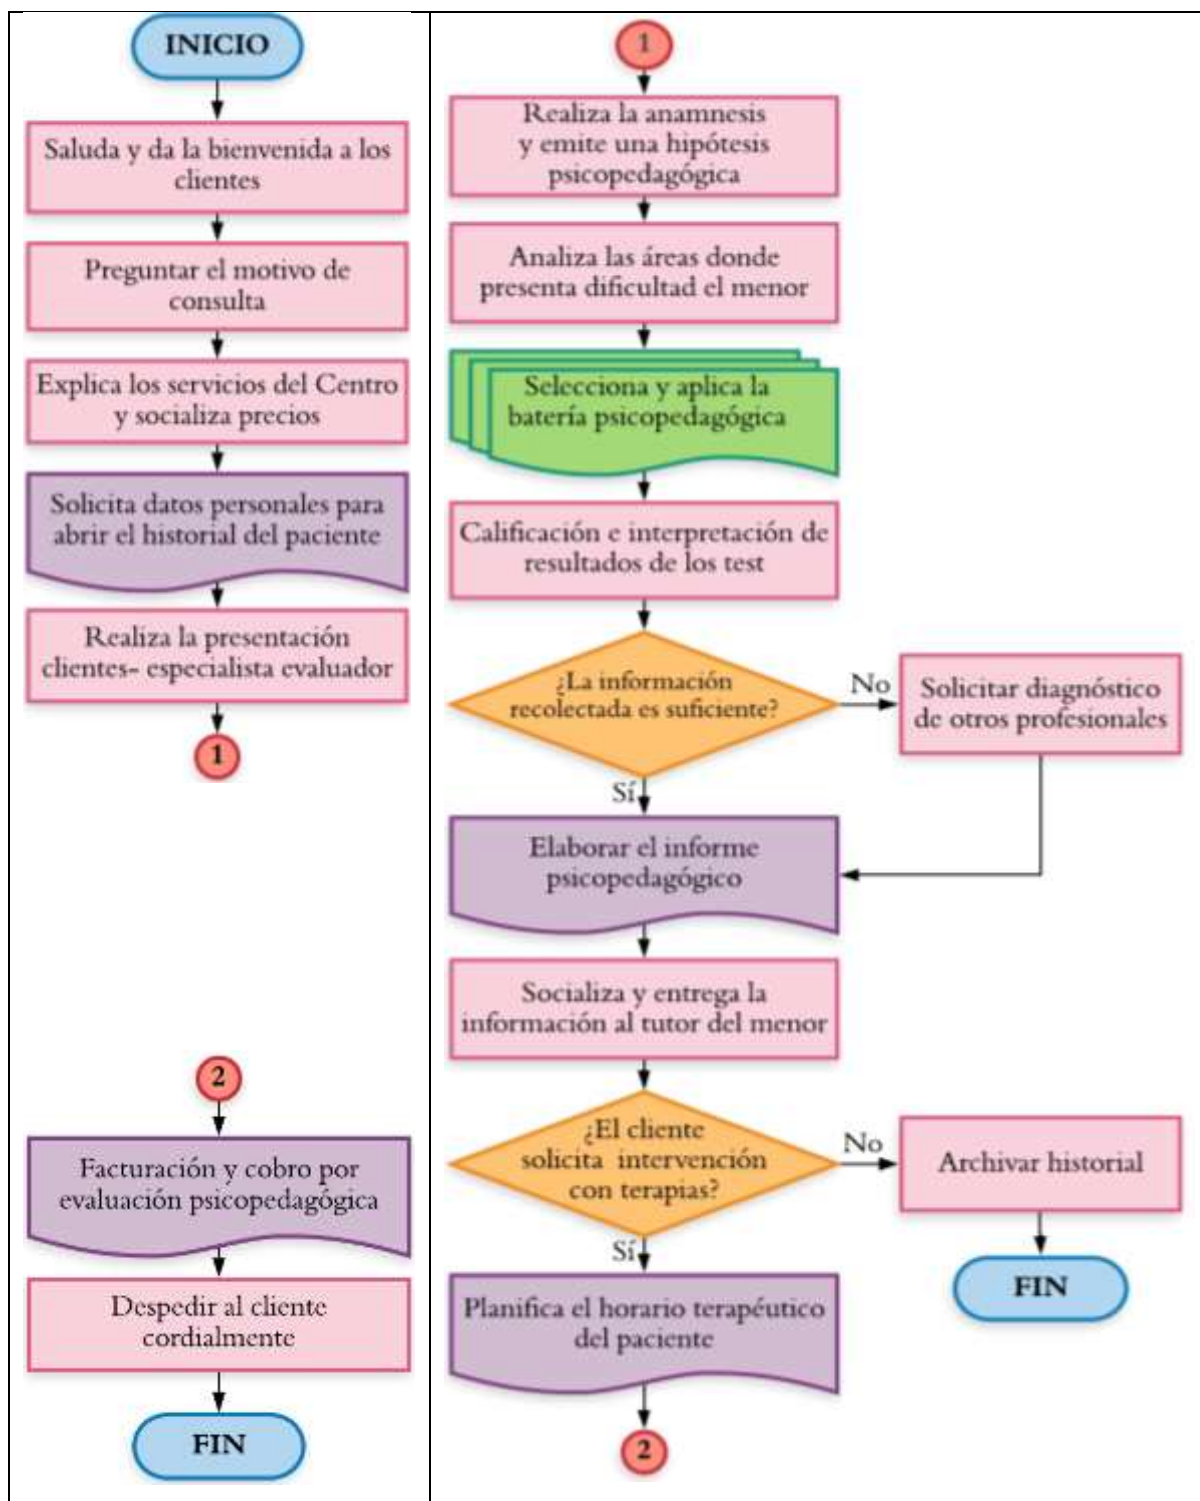 INICIO
Saluda y da la bienvenida a los
clientes
Preguntar el motivo de
consulta
Explica los servicios del Centro
y socializa precios
Solicita datos personales para
abrir el historial del paciente
Realiza la presentación
clientes- especialista evaluador
1
1
Realiza la anamnesis
y emite una hipótesis
psicopedagógica
Analiza las áreas donde
presenta dificultad el menor
Selecciona y aplica la
batería psicopedagógica
Calificación e interpretación de
resultados de los test
¿La información
recolectada es suficiente?
No
Solicitar diagnóstico
de otros profesionales
Sí
Elaborar el informe
psicopedagógico
Socializa y entrega la
información al tutor del menor
¿El cliente
solicita intervención
con terapias?
No
Archivar historial
FIN
Sí
Planifica el horario terapéutico
del paciente
2
2
Facturación y cobro por
evaluación psicopedagógica
Despedir al cliente
cordialmente
FIN